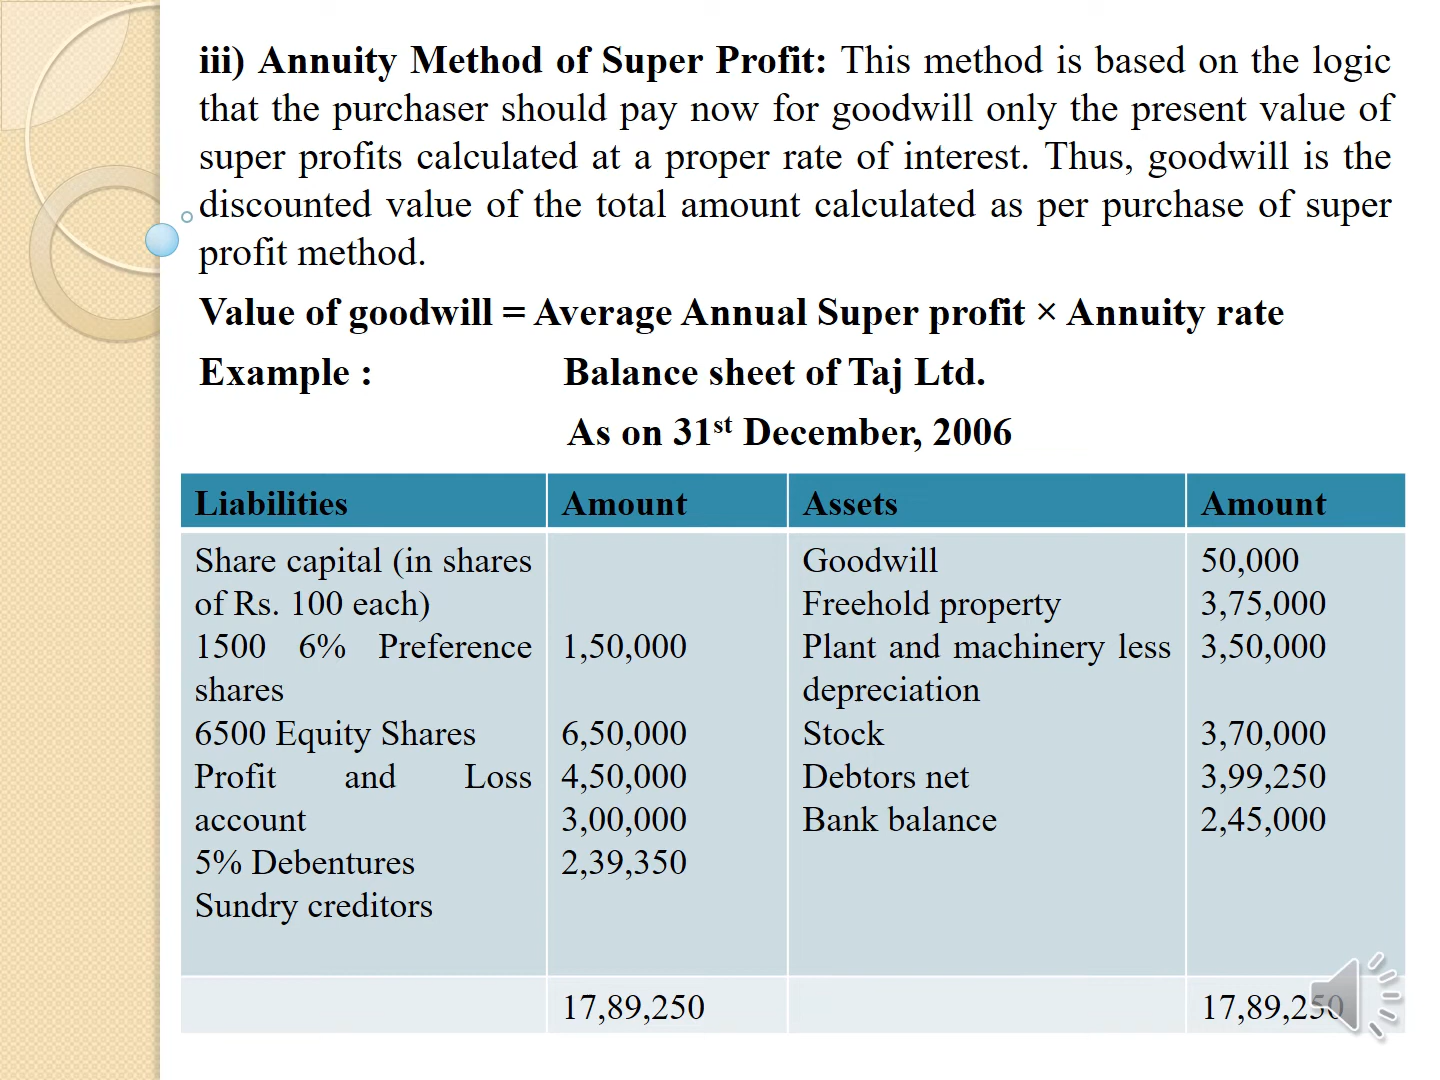 iii) Annuity Method of Super Profit: This method is based on the logic
that the purchaser should pay now for goodwill only the present value of
super profits calculated at a proper rate of interest. Thus, goodwill is the
discounted value of the total amount calculated as per purchase of super
profit method.
Value of goodwill = Average Annual Super profit × Annuity rate
Example : Balance sheet of Taj Ltd.
As on 31st December, 2006
Liabilities Amount Assets Amount
Share capital (in shares Goodwill 50,000
of Rs. 100 each) Freehold property 3,75,000
1500 6% Preference 1,50,000 Plant and machinery less 3,50,000
shares depreciation
6500 Equity Shares 6,50,000 Stock 3,70,000
Profit and Loss 4,50,000 Debtors net 3,99,250
account 3,00,000 Bank balance 2,45,000
5% Debentures 2,39,350
Sundry creditors
17,89,250 17,89,250